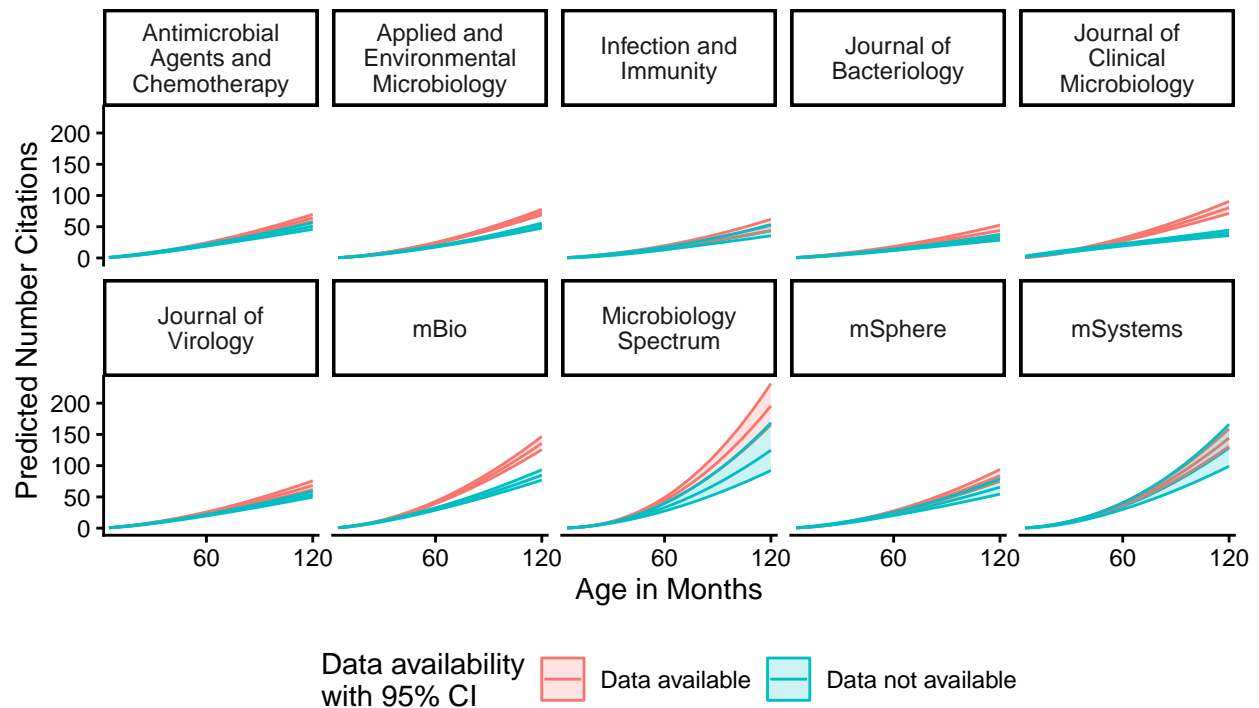 Antimicrobial
Agents and
Chemotherapy
Applied and
Environmental
Microbiology
Infection and
Immunity
Journal of
Bacteriology
Journal of
Clinical
Microbiology
200
150
100
50
0
Journal of
Virology
mBio
Microbiology
Spectrum
mSphere
mSystems
200
150
100
50
0
60
120
60
120
60
120
60
120
60
120
Predicted Number Citations
Age in Months
Data availability
with 95% CI
Data available
Data not available